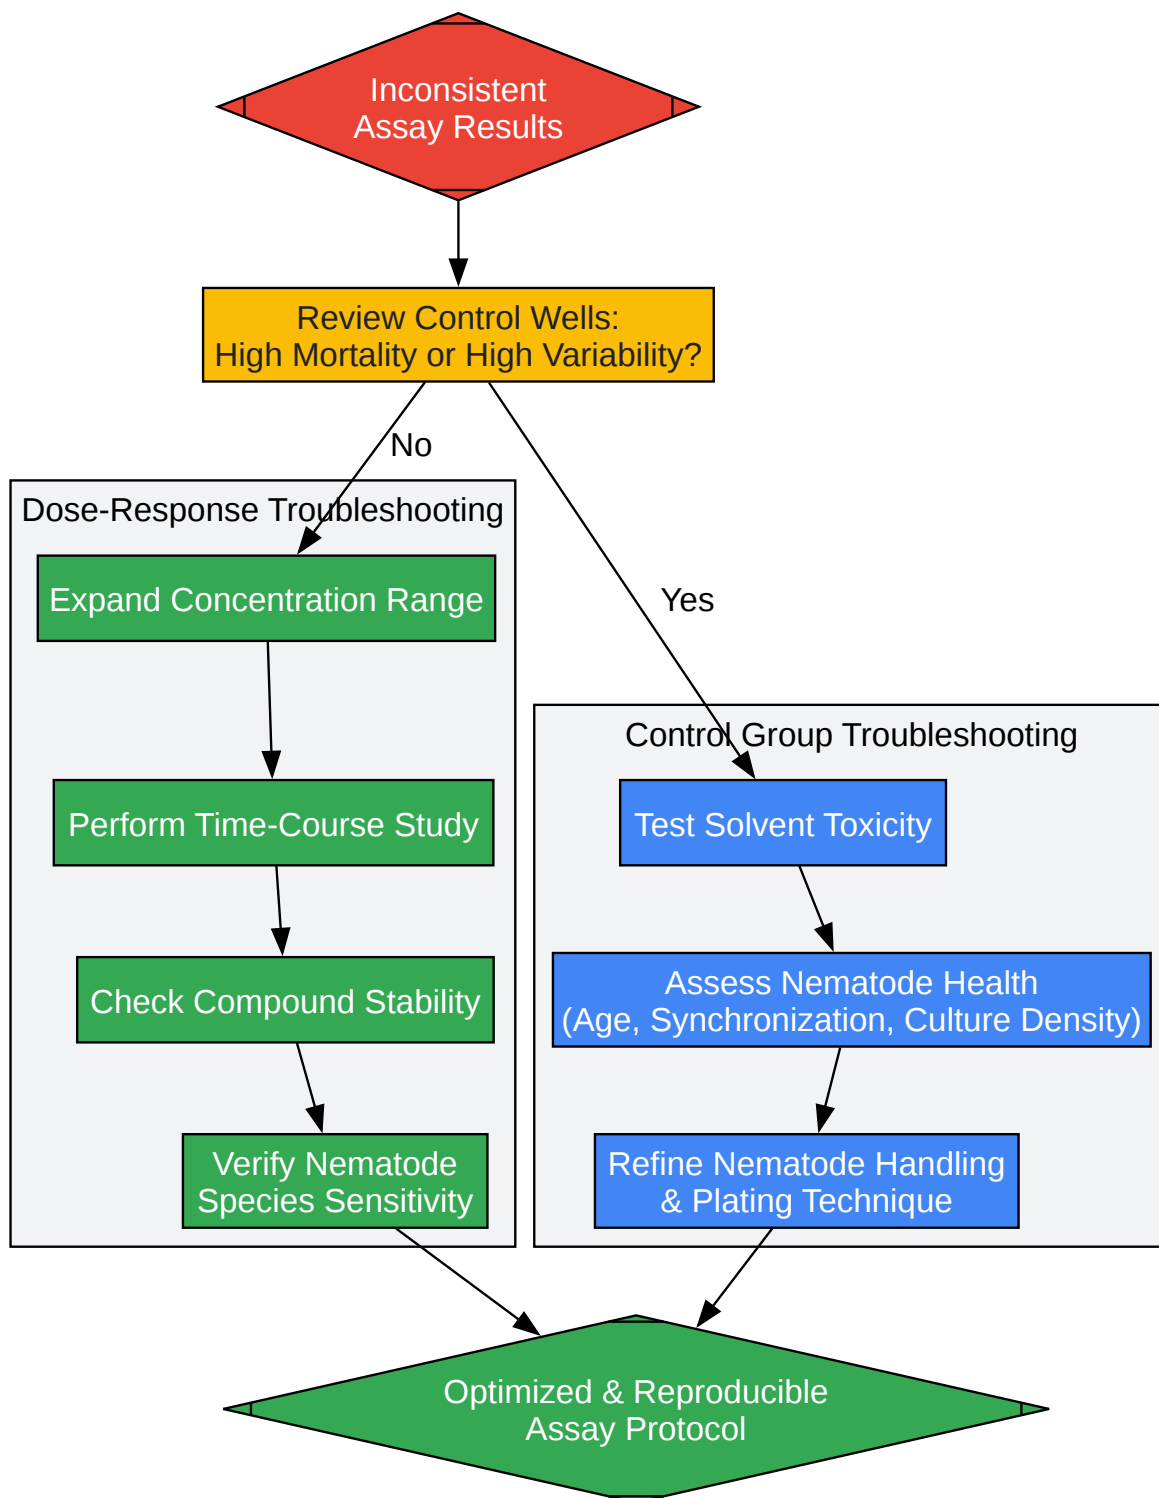 Inconsistent
Assay Results
Review Control Wells:
High Mortality or High Variability?
No
Yes
Dose-Response Troubleshooting
Expand Concentration Range
Perform Time-Course Study
Check Compound Stability
Verify Nematode
Species Sensitivity
Control Group Troubleshooting
Test Solvent Toxicity
Assess Nematode Health
(Age, Synchronization, Culture Density)
Refine Nematode Handling
& Plating Technique
Optimized & Reproducible
Assay Protocol